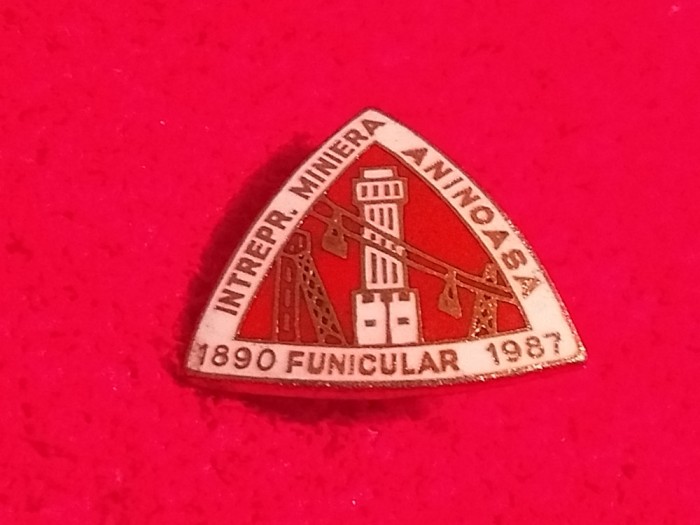 INTREPR. MINIERA
ANINOASA
1890 FUNICULAR 1987